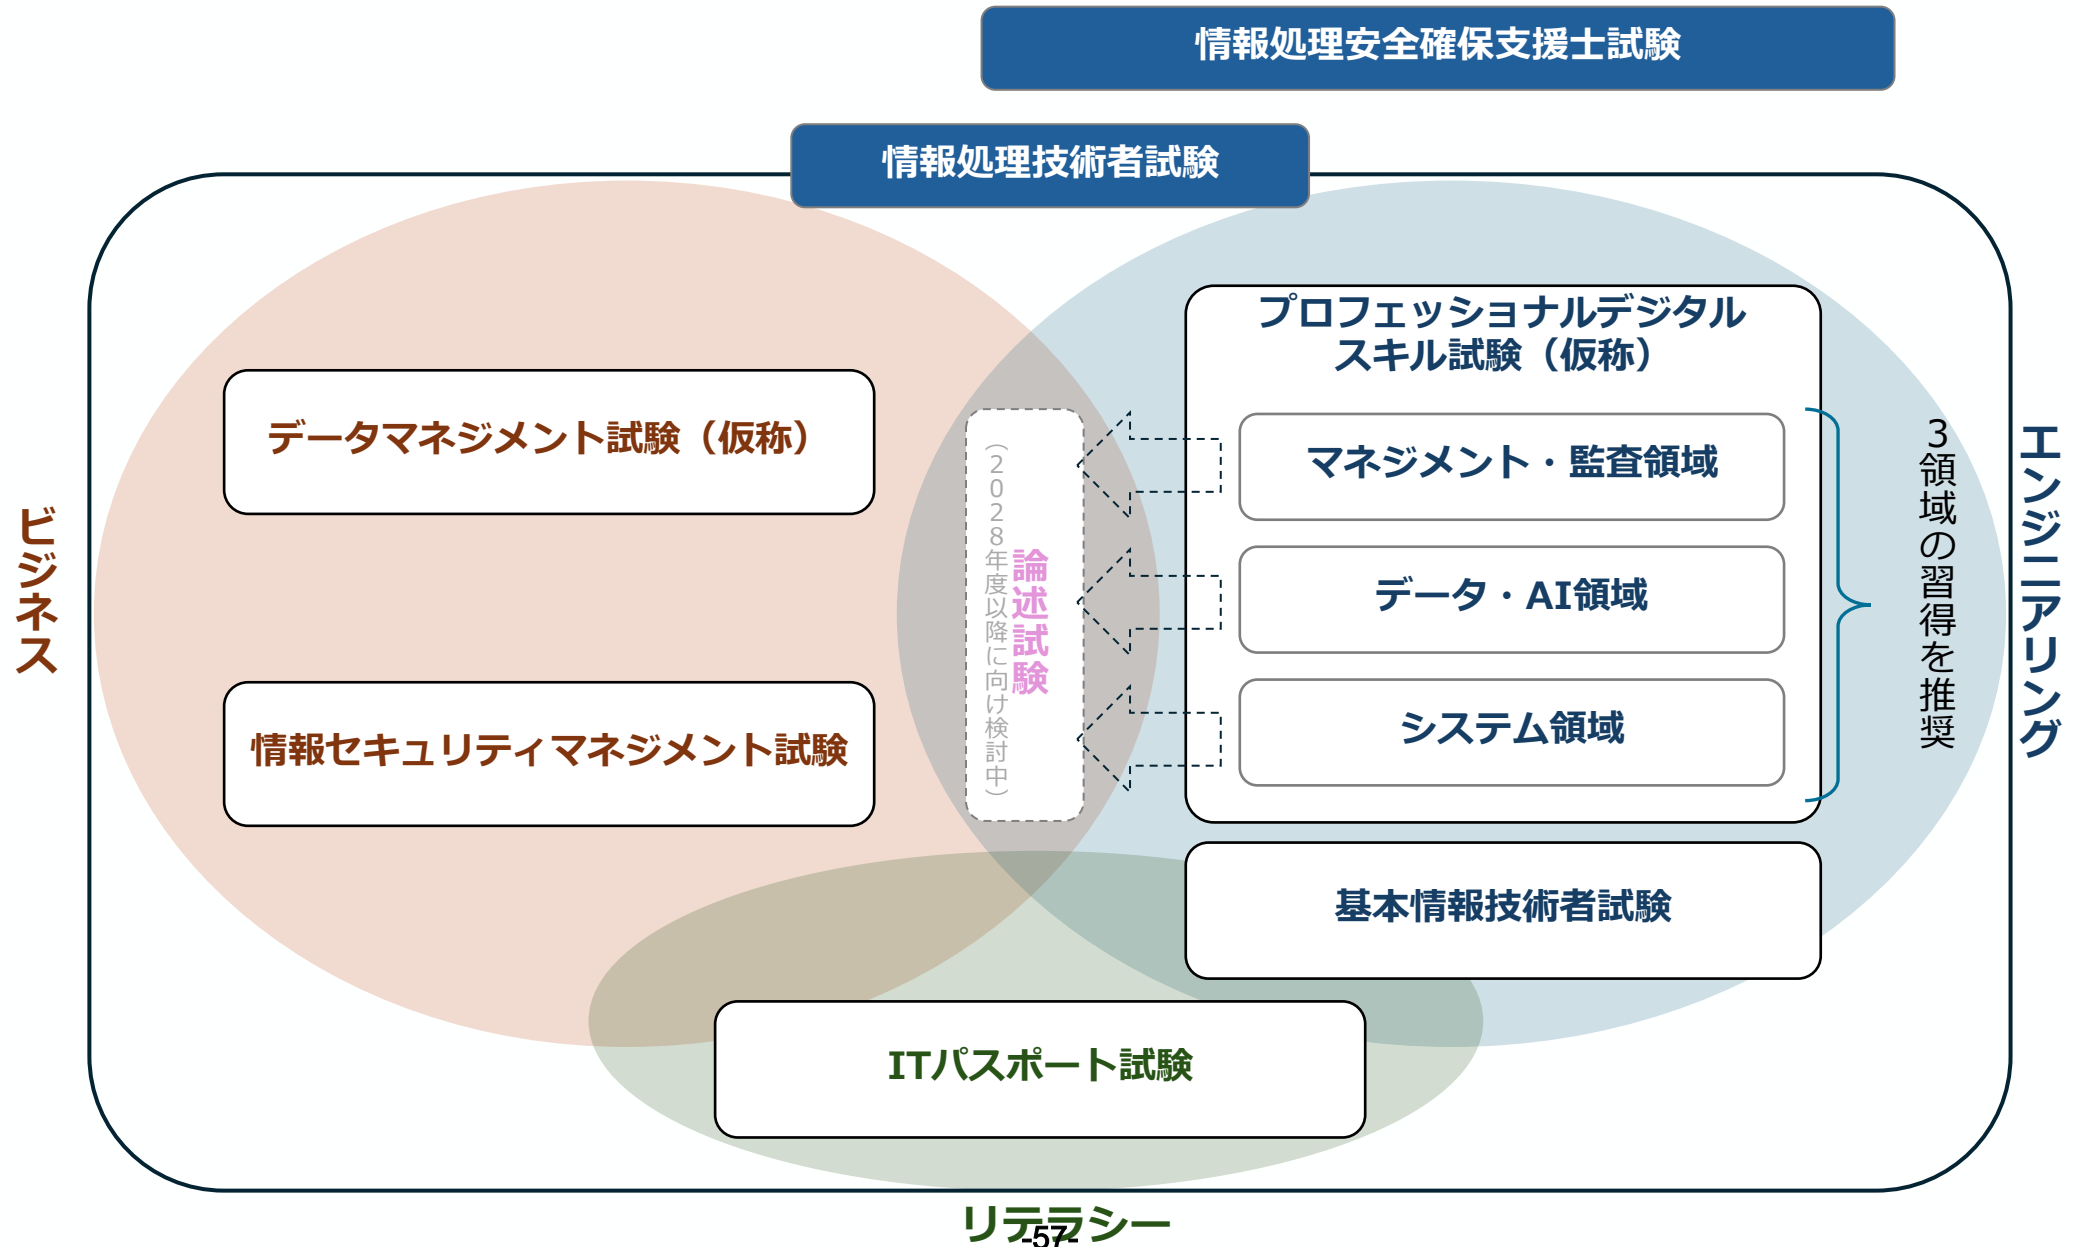 情報処理安全確保支援士試験
情報処理技術者試験
プロフェッショナルデジタル
スキル試験（仮称）
データマネジメント試験（仮称）
マネジメント・監査領域
データ・AI領域
システム領域
情報セキュリティマネジメント試験
論述試験
（2028年度以降に向け検討中）
3領域の習得を推奨
ビジネス
エンジニアリング
基本情報技術者試験
ITパスポート試験
リテラシー
-57-